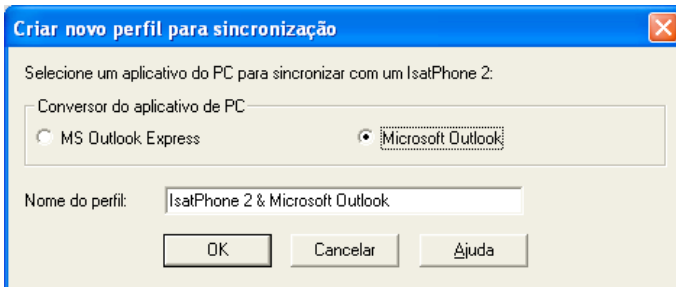 Criar novo perfil para sincronização
Selecione um aplicativo do PC para sincronizar com um IsatPhone 2:
Conversor do aplicativo de PC
MS Outlook Express Microsoft Outlook
Nome do perfil: IsatPhone 2 & Microsoft Outlook
OK Cancelar Ajuda